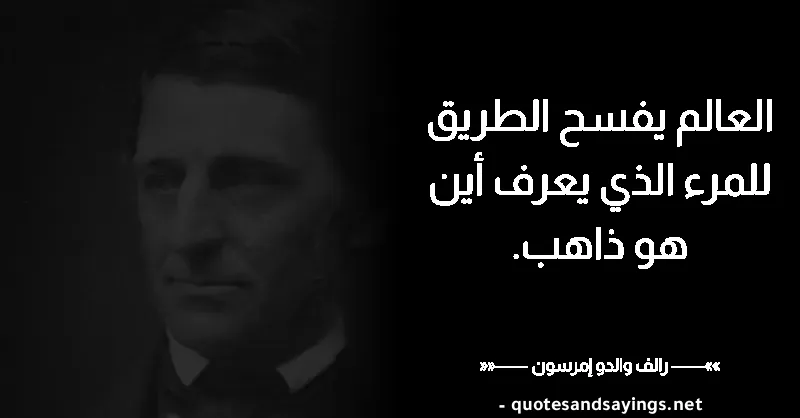 العالم يفسح الطريق
للمرء الذي يعرف أين
هو ذاهب.
»»—— رالف والدو إمرسون ——««
- quotesandsayings.net